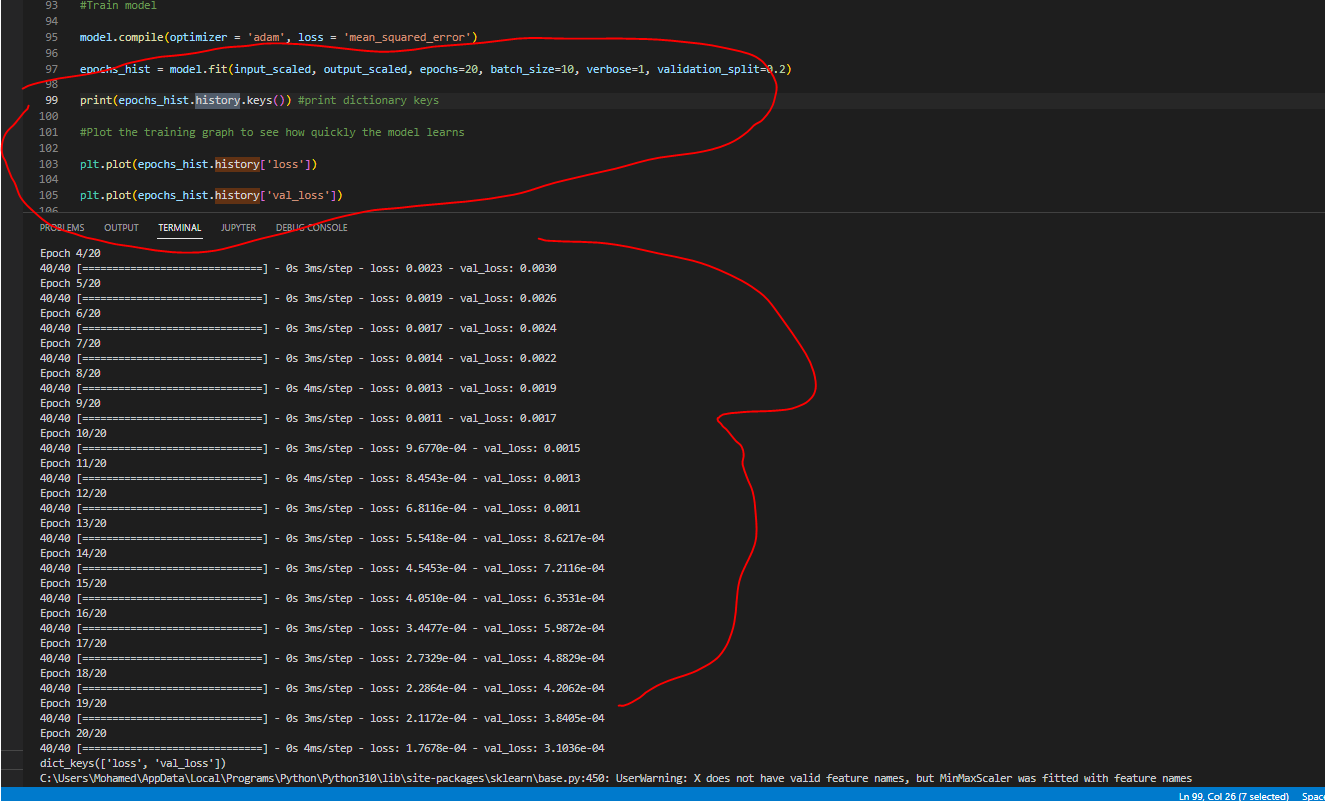 93 #Train model
94
95 model.compile(optimizer = 'adam', loss = 'mean_squared_error')
96
97 epochs_hist = model.fit(input_scaled, output_scaled, epochs=20, batch_size=10, verbose=1, validation_split=0.2)
98
99 print(epochs_hist.history.keys()) #print dictionary keys
100
101 #Plot the training graph to see how quickly the model learns
102
103 plt.plot(epochs_hist.history['loss'])
104
105 plt.plot(epochs_hist.history['val_loss'])
106
PROBLEMS OUTPUT TERMINAL JUPYTER DEBUG CONSOLE
Epoch 4/20
40/40 [==============================] - 0s 3ms/step - loss: 0.0023 - val_loss: 0.0030
Epoch 5/20
40/40 [==============================] - 0s 3ms/step - loss: 0.0019 - val_loss: 0.0026
Epoch 6/20
40/40 [==============================] - 0s 3ms/step - loss: 0.0017 - val_loss: 0.0024
Epoch 7/20
40/40 [==============================] - 0s 3ms/step - loss: 0.0014 - val_loss: 0.0022
Epoch 8/20
40/40 [==============================] - 0s 4ms/step - loss: 0.0013 - val_loss: 0.0019
Epoch 9/20
40/40 [==============================] - 0s 3ms/step - loss: 0.0011 - val_loss: 0.0017
Epoch 10/20
40/40 [==============================] - 0s 3ms/step - loss: 9.6770e-04 - val_loss: 0.0015
Epoch 11/20
40/40 [==============================] - 0s 4ms/step - loss: 8.4543e-04 - val_loss: 0.0013
Epoch 12/20
40/40 [==============================] - 0s 3ms/step - loss: 6.8116e-04 - val_loss: 0.0011
Epoch 13/20
40/40 [==============================] - 0s 3ms/step - loss: 5.5418e-04 - val_loss: 8.6217e-04
Epoch 14/20
40/40 [==============================] - 0s 3ms/step - loss: 4.5453e-04 - val_loss: 7.2116e-04
Epoch 15/20
40/40 [==============================] - 0s 3ms/step - loss: 4.0510e-04 - val_loss: 6.3531e-04
Epoch 16/20
40/40 [==============================] - 0s 3ms/step - loss: 3.4477e-04 - val_loss: 5.9872e-04
Epoch 17/20
40/40 [==============================] - 0s 3ms/step - loss: 2.7329e-04 - val_loss: 4.8829e-04
Epoch 18/20
40/40 [==============================] - 0s 3ms/step - loss: 2.2864e-04 - val_loss: 4.2062e-04
Epoch 19/20
40/40 [==============================] - 0s 3ms/step - loss: 2.1172e-04 - val_loss: 3.8405e-04
Epoch 20/20
40/40 [==============================] - 0s 4ms/step - loss: 1.7678e-04 - val_loss: 3.1036e-04
dict_keys(['loss', 'val_loss'])
C:\Users\Mohamed\AppData\Local\Programs\Python\Python310\lib\site-packages\sklearn\base.py:450: UserWarning: X does not have valid feature names, but MinMaxScaler was fitted with feature names
Ln 99, Col 26 (7 selected) Spac